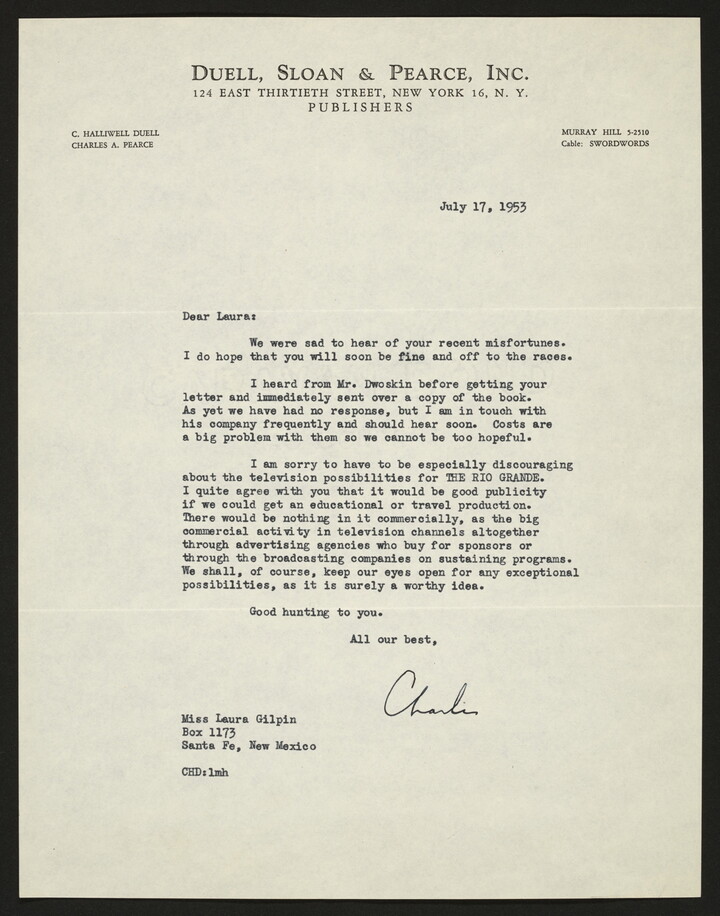 DUELL, SLOAN & PEARCE, INC.
124 EAST THIRTIETH STREET, NEW YORK 16, N. Y.
PUBLISHERS
C. HALLIWELL DUELL
CHARLES A. PEARCE
MURRAY HILL 5-2510
Cable: SWORDWORDS
July 17, 1953
Dear Laura:
We were sad to hear of your recent misfortunes.
I do hope that you will soon be fine and off to the races.
I heard from Mr. Dwoskin before getting your
letter and immediately sent over a copy of the book.
As yet we have had no response, but I am in touch with
his company frequently and should hear soon. Costs are
a big problem with them so we cannot be too hopeful.
I am sorry to have to be especially discouraging
about the television possibilities for THE RIO GRANDE.
I quite agree with you that it would be good publicity
if we could get an educational or travel production.
There would be nothing in it commercially, as the big
commercial activity in television channels altogether
through advertising agencies who buy for sponsors or
through the broadcasting companies on sustaining programs.
We shall, of course, keep our eyes open for any exceptional
possibilities, as it is surely a worthy idea.
Good hunting to you.
All our best,
Charlie
Miss Laura Gilpin
Box 1173
Santa Fe, New Mexico
CHD:lmh